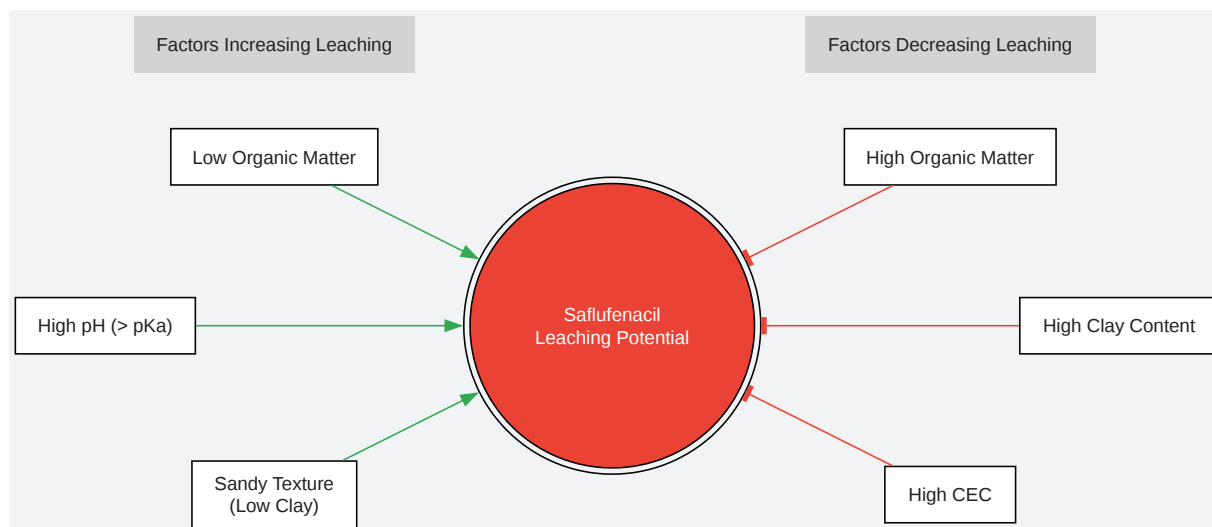 Factors Increasing Leaching
Factors Decreasing Leaching
Low Organic Matter
High Organic Matter
High pH (> pKa)
Saflufenacil
Leaching Potential
High Clay Content
Sandy Texture
(Low Clay)
High CEC